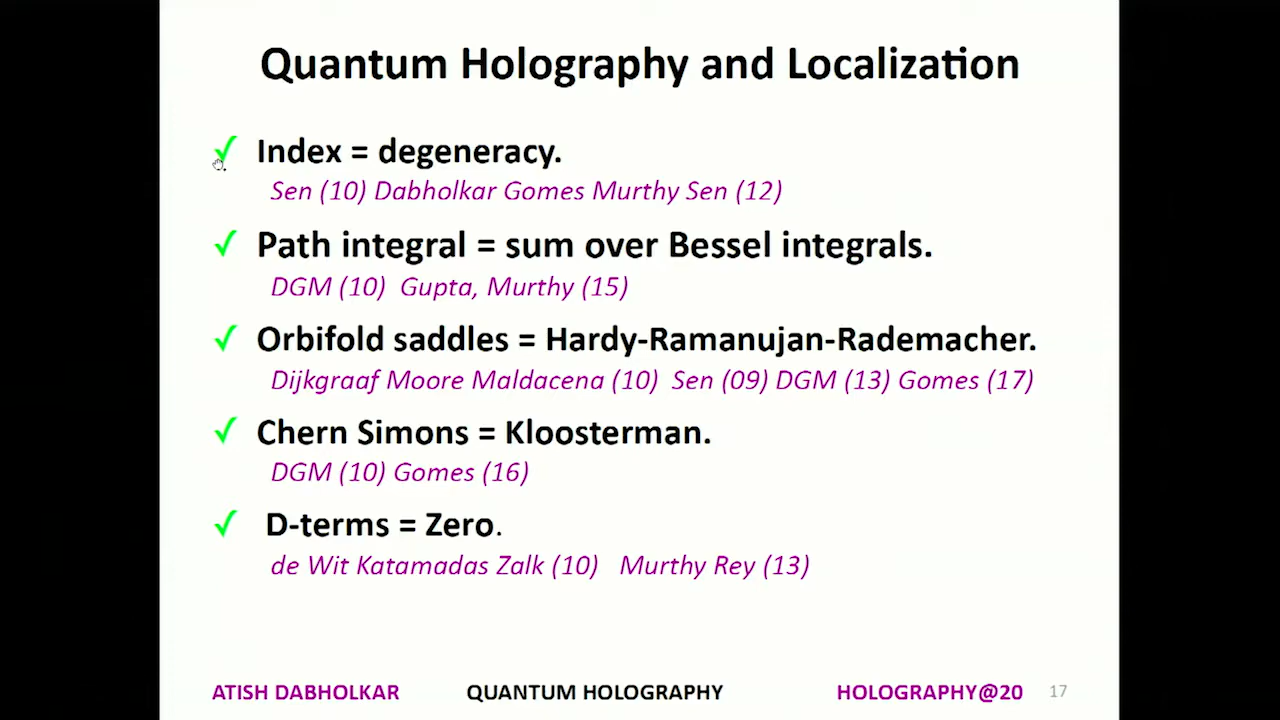 Quantum Holography and Localization
✓ Index = degeneracy.
Sen (10) Dabholkar Gomes Murthy Sen (12)
✓ Path integral = sum over Bessel integrals.
DGM (10) Gupta, Murthy (15)
✓ Orbifold saddles = Hardy-Ramanujan-Rademacher.
Dijkgraaf Moore Maldacena (10) Sen (09) DGM (13) Gomes (17)
✓ Chern Simons = Kloosterman.
DGM (10) Gomes (16)
✓ D-terms = Zero.
de Wit Katamadas Zalk (10) Murthy Rey (13)
ATISH DABHOLKAR QUANTUM HOLOGRAPHY HOLOGRAPHY@20 17